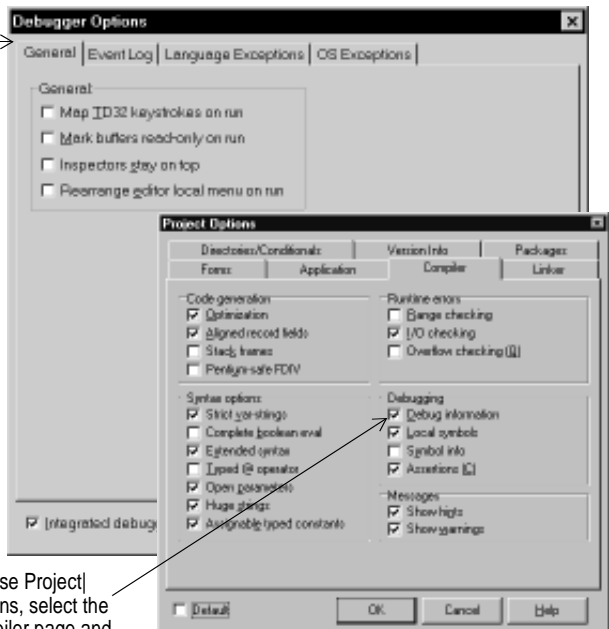 Debugger Options
General Event Log Language Exceptions OS Exceptions
General:
Map TD32 keystrokes on run
Mark buffers read-only on run
Inspectors stay on top
Rearrange editor local menu on run
Integrated debug
Project Options
Directories/Conditionals Version Info Packages
Forms Application Compiler Linker
Code generation
Optimization
Aligned record fields
Stack frames
Pentium-safe FDIV
Runtime errors
Range checking
I/O checking
Overflow checking (Q)
Syntax options
Strict var-strings
Complete boolean eval
Extended syntax
Typed @ operator
Open parameters
Huge strings
Assignable typed constants
Debugging
Debug information
Local symbols
Symbol info
Assertions (C)
Messages
Show hints
Show warnings
Default OK Cancel Help
se Project|
ns, select the
piler page and